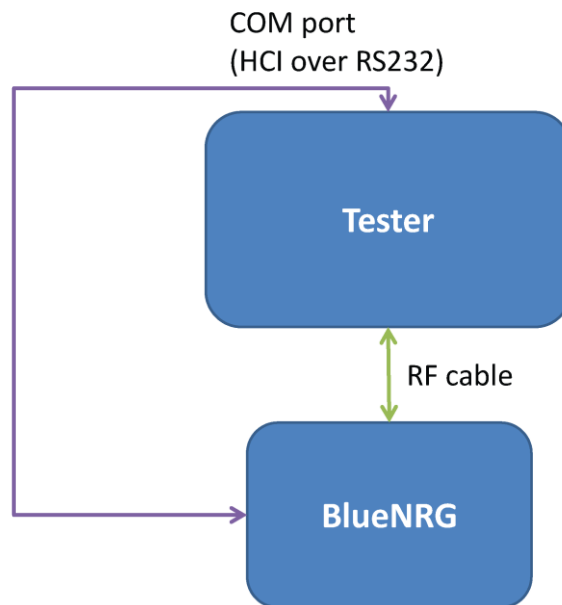 COM port
(HCI over RS232)
Tester
RF cable
BlueNRG